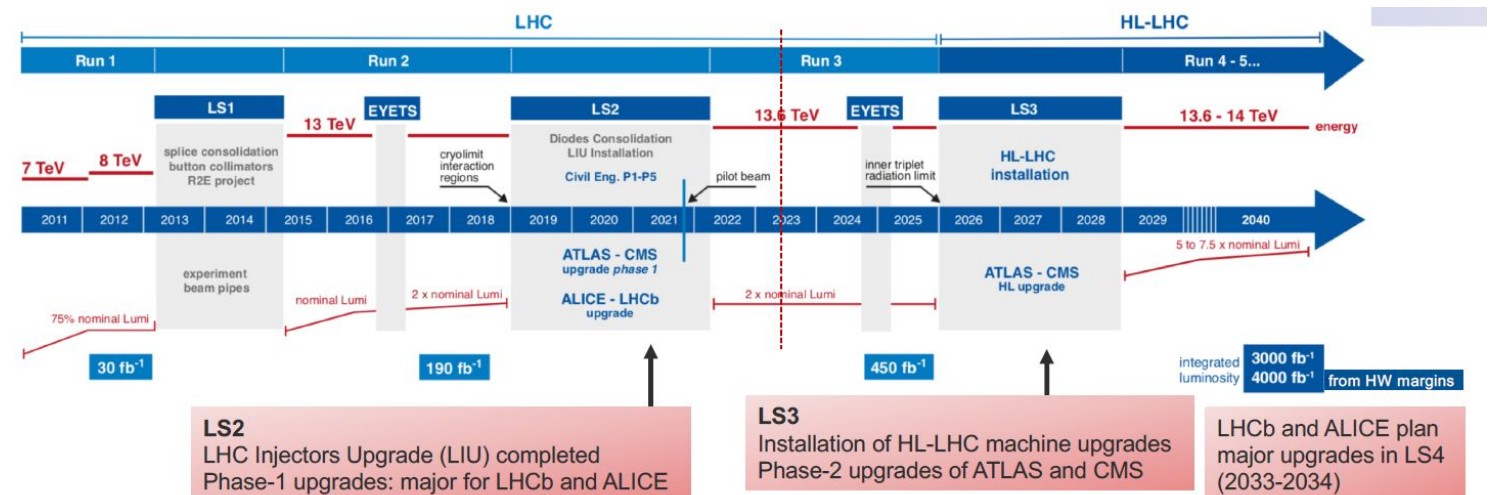 LHC
HL-LHC
Run 1
Run 2
Run 3
Run 4 - 5...
LS1
EYETS
LS2
EYETS
LS3
7 TeV
8 TeV
13 TeV
13.6 TeV
13.6 - 14 TeV
energy
splice consolidation
button collimators
R2E project
cryolimit
interaction
regions
Diodes Consolidation
LIU Installation
Civil Eng. P1-P5
pilot beam
inner triplet
radiation limit
HL-LHC
installation
2011 2012 2013 2014 2015 2016 2017 2018 2019 2020 2021 2022 2023 2024 2025 2026 2027 2028 2029 2040
experiment
beam pipes
ATLAS - CMS
upgrade phase 1
ALICE - LHCb
upgrade
ATLAS - CMS
HL upgrade
75% nominal Lumi
nominal Lumi
2 x nominal Lumi
2 x nominal Lumi
5 to 7.5 x nominal Lumi
30 fb⁻¹
190 fb⁻¹
450 fb⁻¹
integrated
luminosity
3000 fb⁻¹
4000 fb⁻¹
from HW margins
LS2
LHC Injectors Upgrade (LIU) completed
Phase-1 upgrades: major for LHCb and ALICE
LS3
Installation of HL-LHC machine upgrades
Phase-2 upgrades of ATLAS and CMS
LHCb and ALICE plan
major upgrades in LS4
(2033-2034)